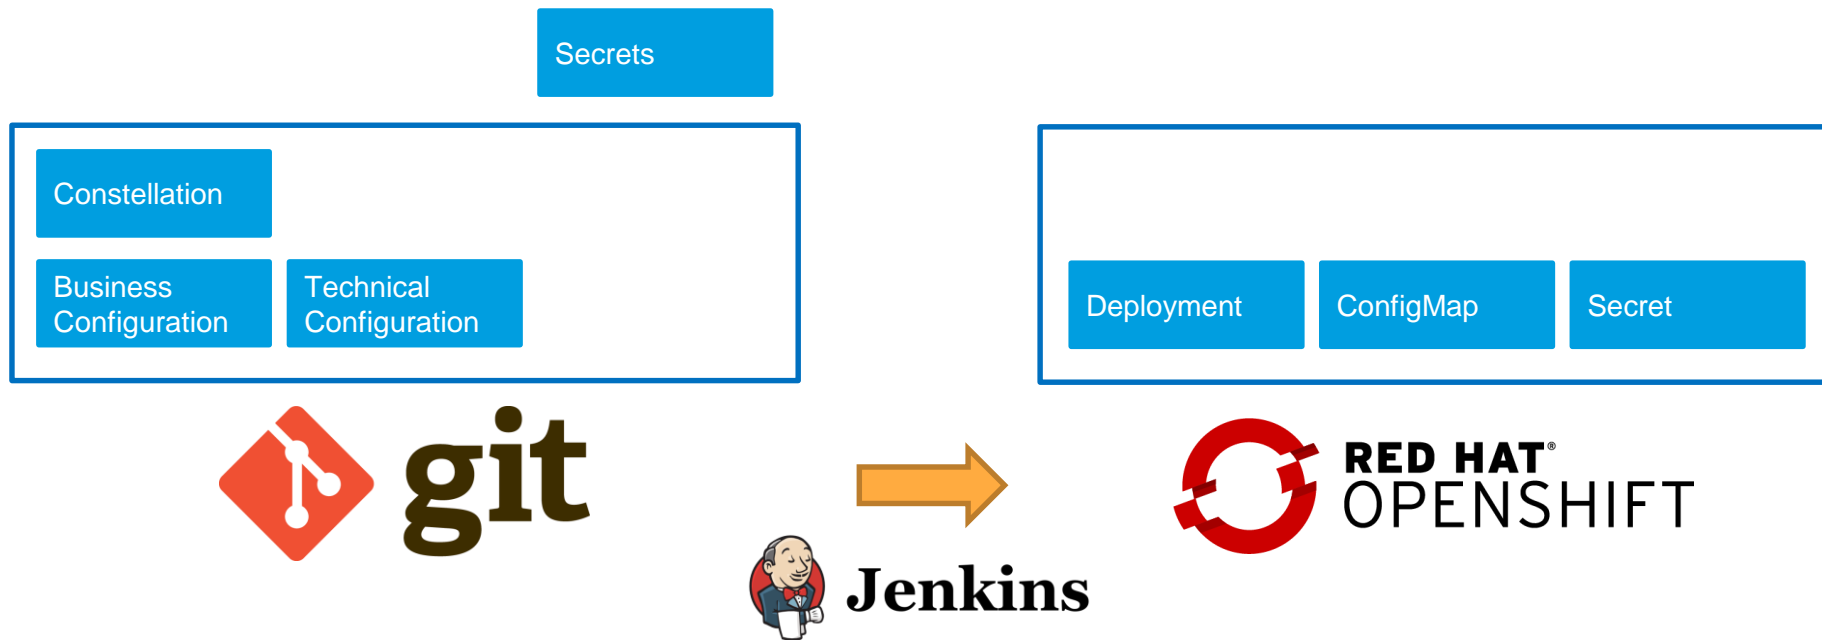 Secrets
Constellation
Business
Configuration
Technical
Configuration
Deployment
ConfigMap
Secret
git
RED HAT®
OPENSHIFT
Jenkins